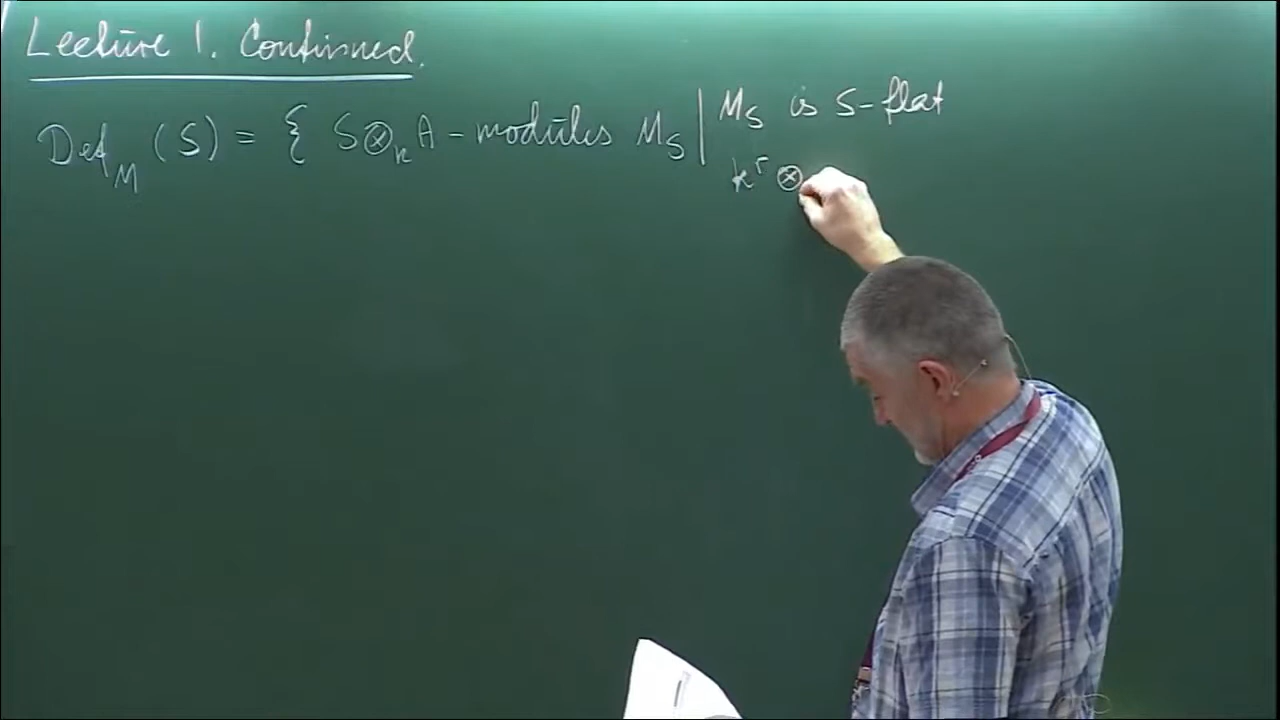 Lecture 1. Continued.
Def_M (S) = { S⊗_k A - modules M_S | M_S is S-flat
k^r ⊗